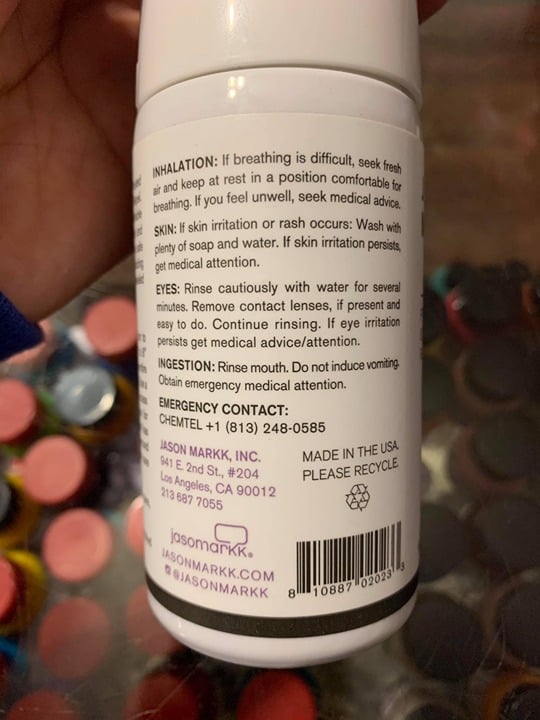 INHALATION: If breathing is difficult, seek fresh
air and keep at rest in a position comfortable for
breathing. If you feel unwell, seek medical advice.
SKIN: If skin irritation or rash occurs: Wash with
plenty of soap and water. If skin irritation persists,
get medical attention.
EYES: Rinse cautiously with water for several
minutes. Remove contact lenses, if present and
easy to do. Continue rinsing. If eye irritation
persists get medical advice/attention.
INGESTION: Rinse mouth. Do not induce vomiting.
Obtain emergency medical attention.
EMERGENCY CONTACT:
CHEMTEL +1 (813) 248-0585
JASON MARKK, INC.
941 E. 2nd St., #204
Los Angeles, CA 90012
213 687 7055
MADE IN THE USA.
PLEASE RECYCLE.
jasonmarkk®
JASONMARKK.COM
@JASONMARKK
8 10887 02023 3